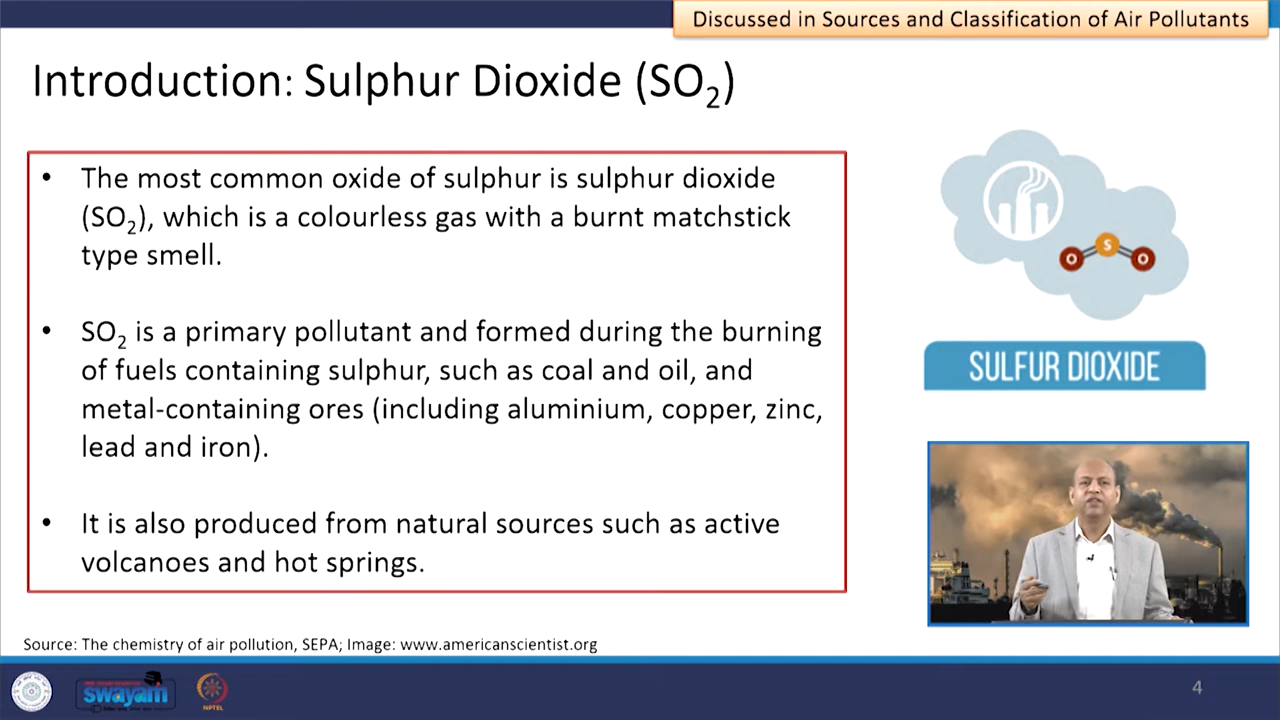 Discussed in Sources and Classification of Air Pollutants
Introduction: Sulphur Dioxide (SO₂)
• The most common oxide of sulphur is sulphur dioxide
(SO₂), which is a colourless gas with a burnt matchstick
type smell.
• SO₂ is a primary pollutant and formed during the burning
of fuels containing sulphur, such as coal and oil, and
metal-containing ores (including aluminium, copper, zinc,
lead and iron).
• It is also produced from natural sources such as active
volcanoes and hot springs.
O S O
SULFUR DIOXIDE
Source: The chemistry of air pollution, SEPA; Image: www.americanscientist.org
swayam
NPTEL
4